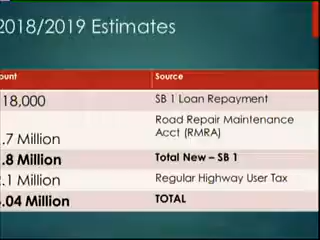 2018/2019 Estimates
ount Source
18,000 SB 1 Loan Repayment
.7 Million Road Repair Maintenance
Acct (RMRA)
.8 Million Total New – SB 1
.1 Million Regular Highway User Tax
.04 Million TOTAL